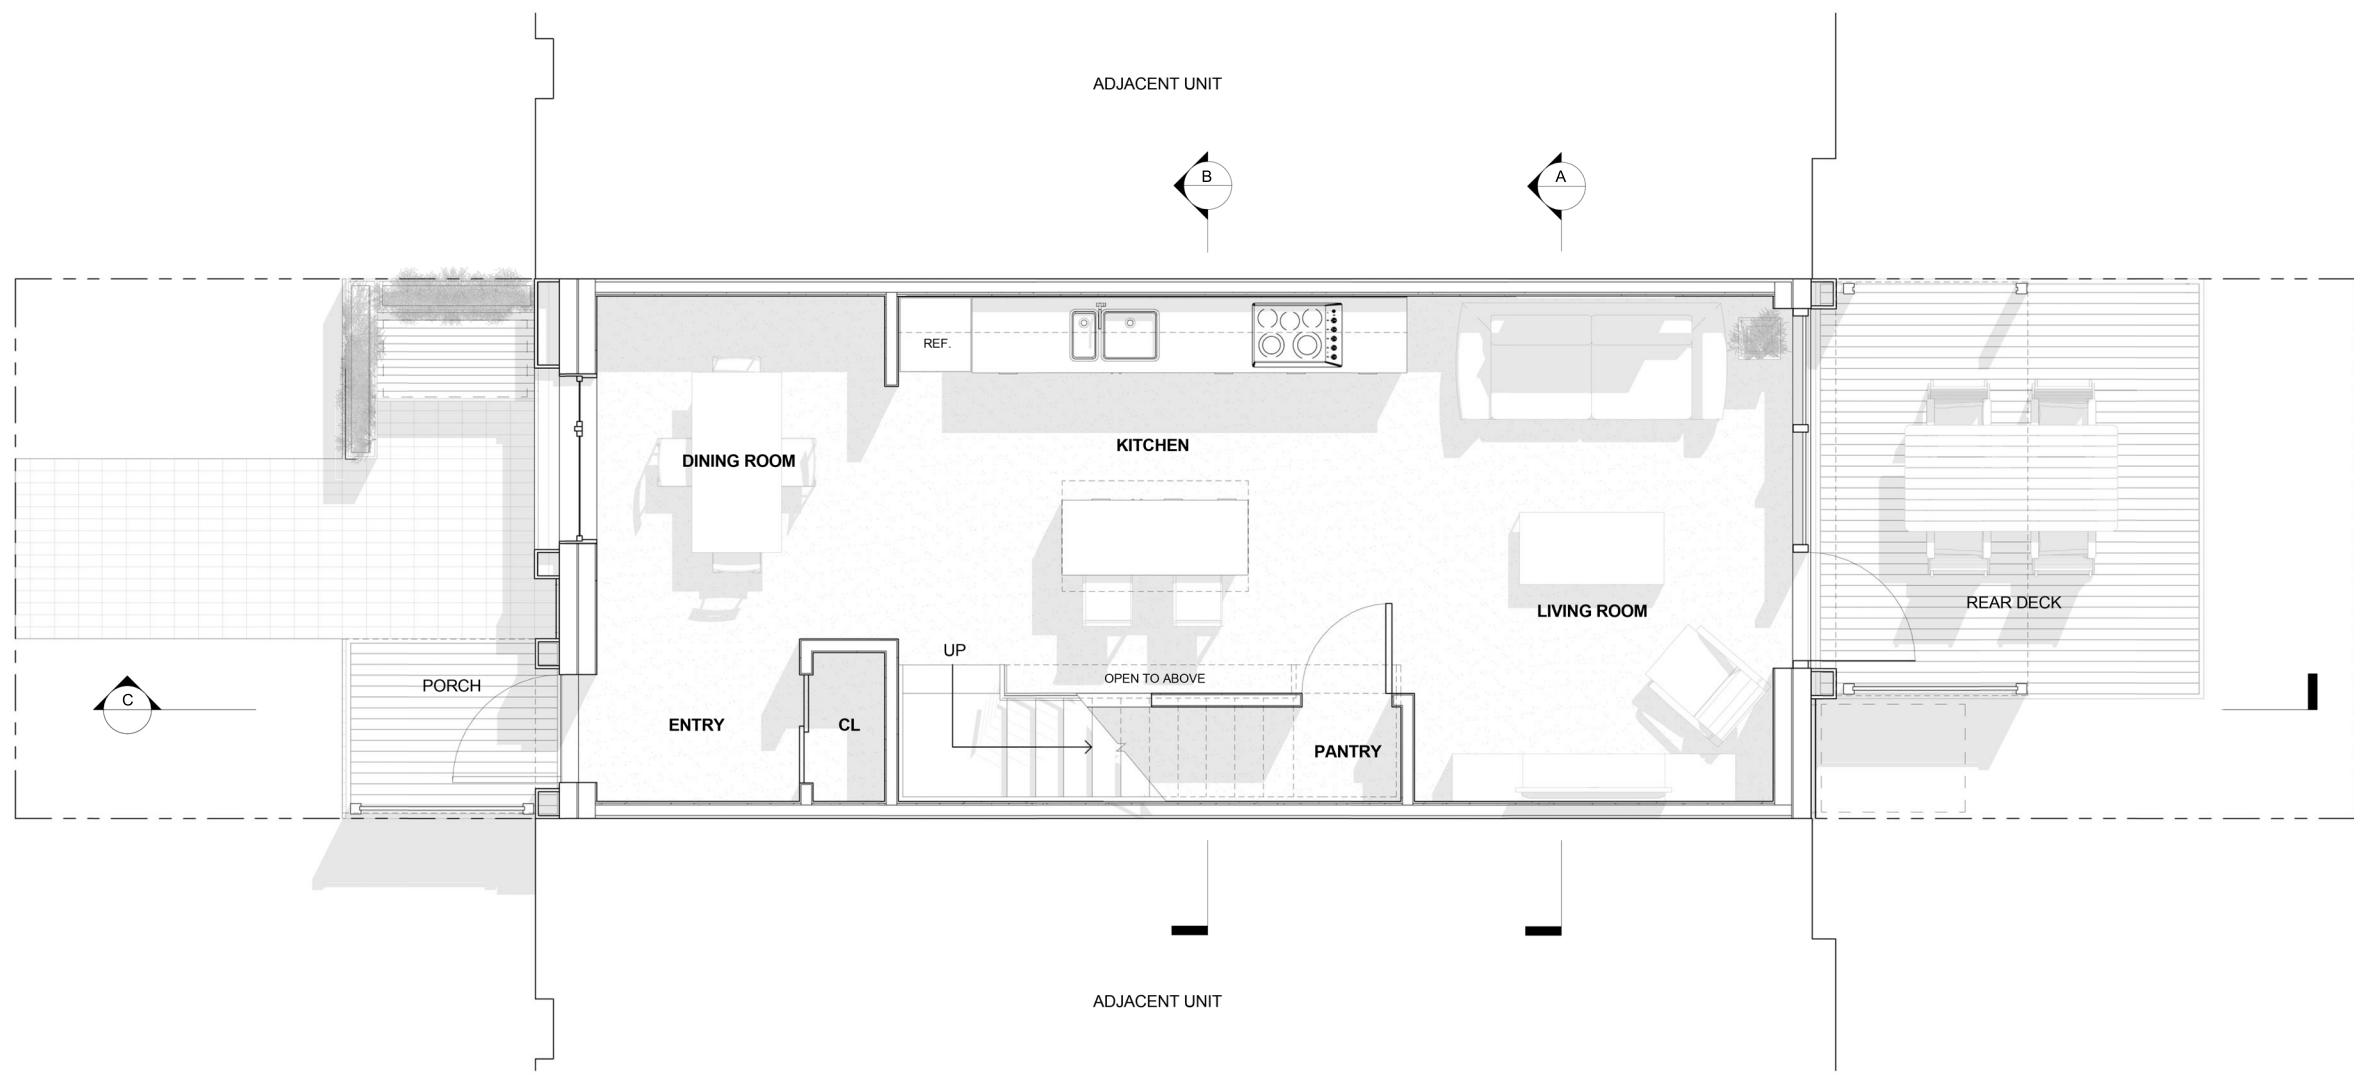 ADJACENT UNIT
B
A
REF.
KITCHEN
DINING ROOM
REAR DECK
LIVING ROOM
UP
OPEN TO ABOVE
PORCH
C
ENTRY
CL
PANTRY
ADJACENT UNIT